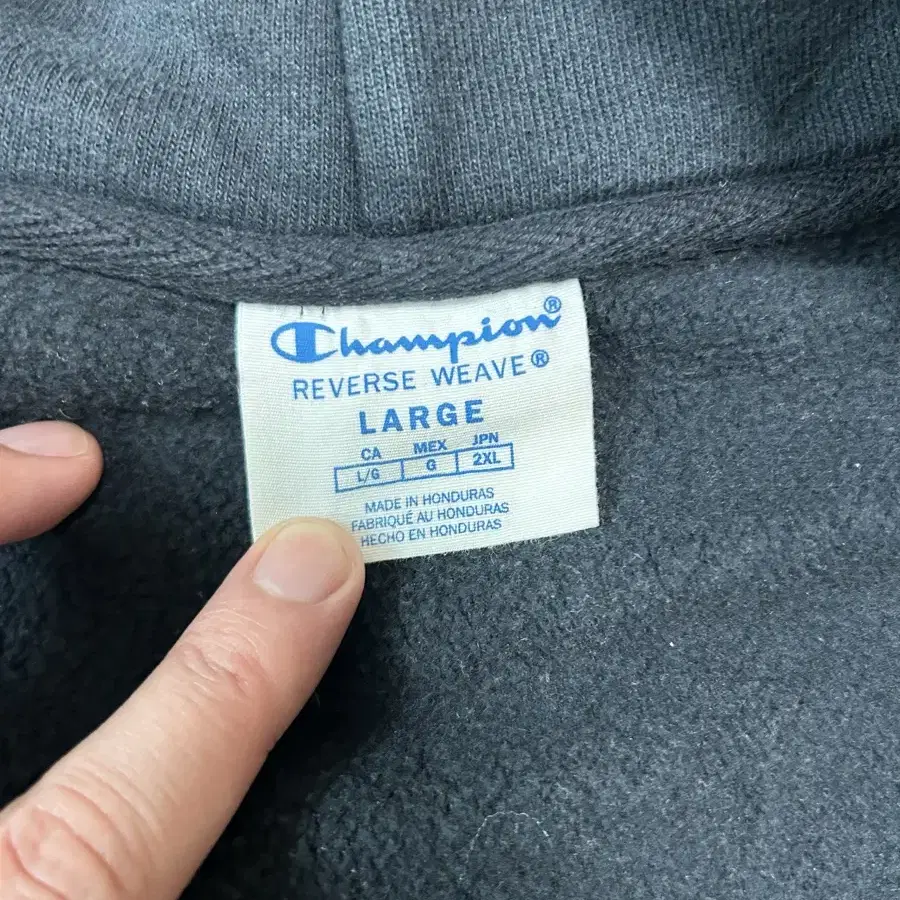 Champion®
REVERSE WEAVE®
LARGE
CA MEX JPN
L/G G 2XL
MADE IN HONDURAS
FABRIQUÉ AU HONDURAS
HECHO EN HONDURAS